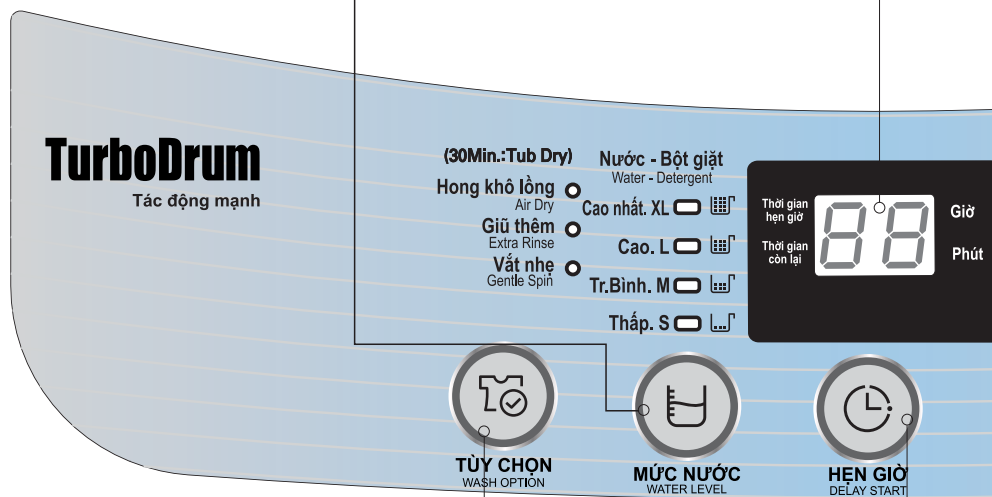 TurboDrum
Tác động mạnh
(30Min.:Tub Dry)
Hong khô lồng
Air Dry
Giũ thêm
Extra Rinse
Vắt nhẹ
Gentle Spin
Nước - Bột giặt
Water - Detergent
Cao nhất. XL
Cao. L
Tr.Bình. M
Thấp. S
Thời gian
hẹn giờ
Thời gian
còn lại
88
Giờ
Phút
TÙY CHỌN
WASH OPTION
MỨC NƯỚC
WATER LEVEL
HẸN GIỜ
DELAY START